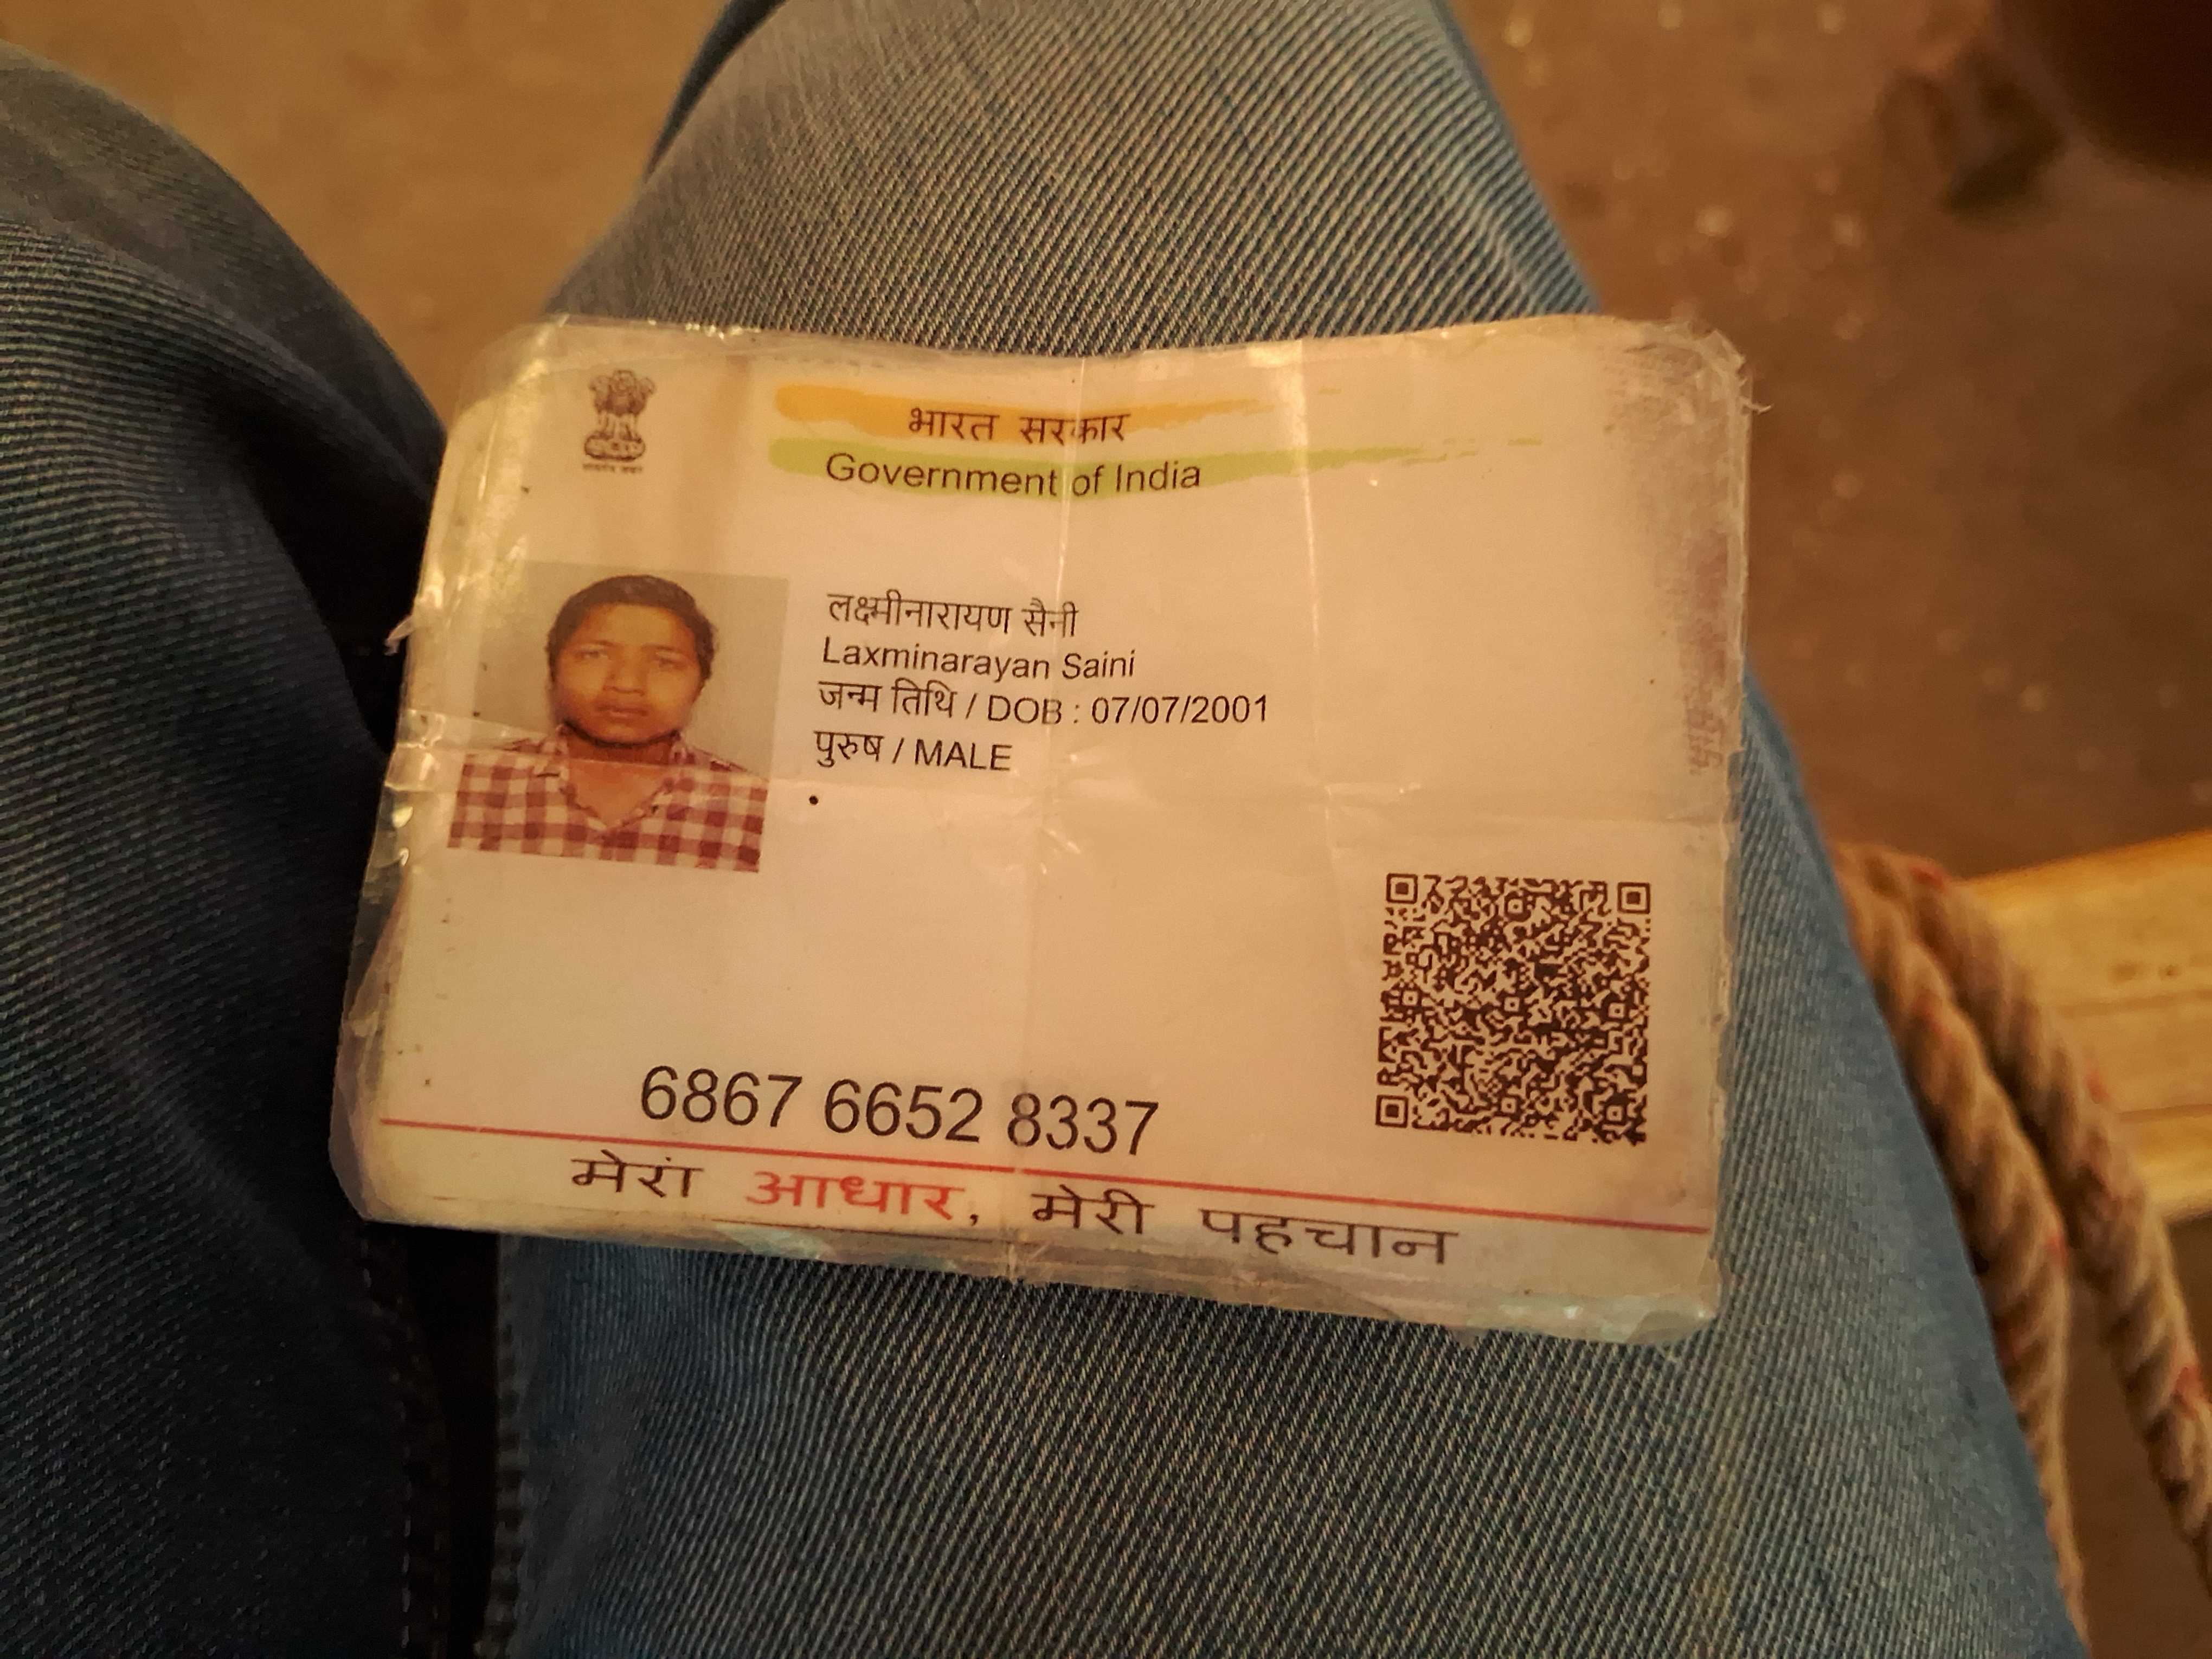 भारत सरकार
Government of India
लक्ष्मीनारायण सैनी
Laxminarayan Saini
जन्म तिथि / DOB : 07/07/2001
पुरुष / MALE
6867 6652 8337
मेरा आधार, मेरी पहचान